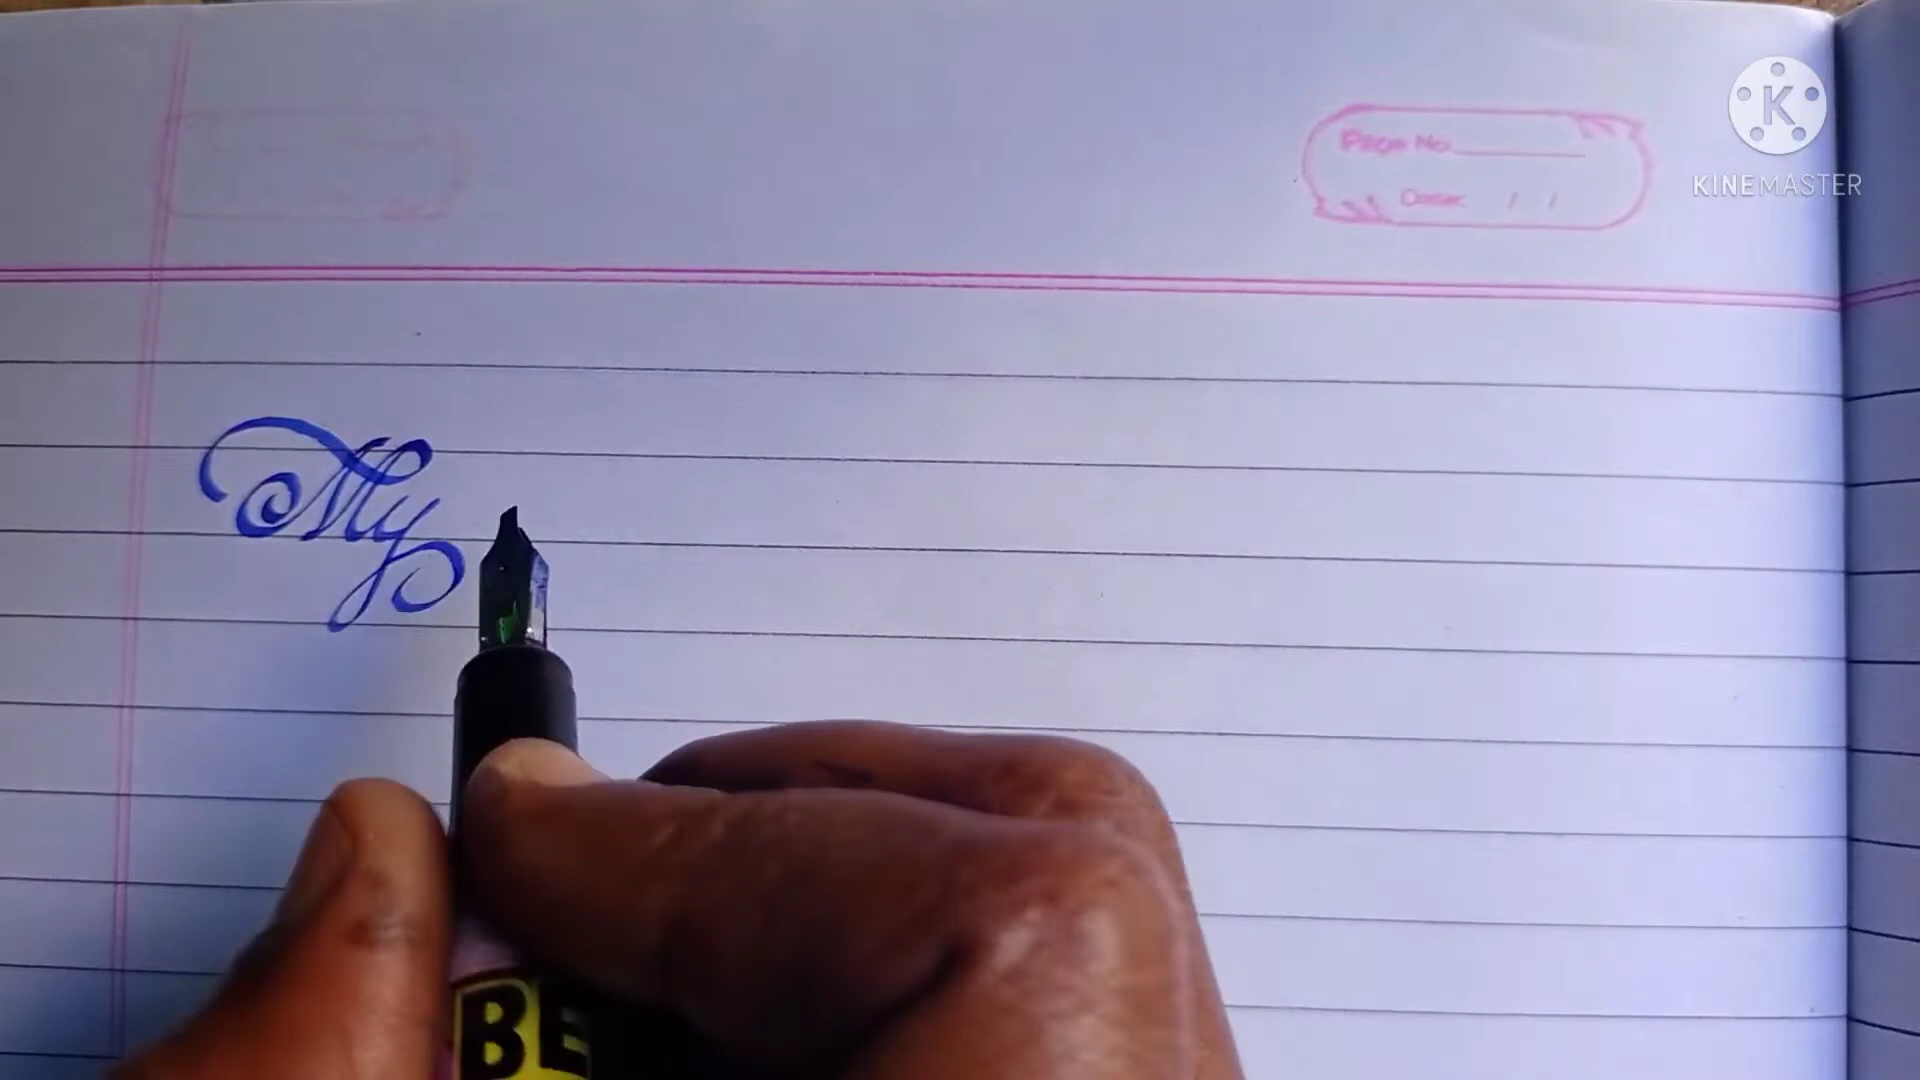 Page No.
Date: / /
KINEMASTER
My
BE